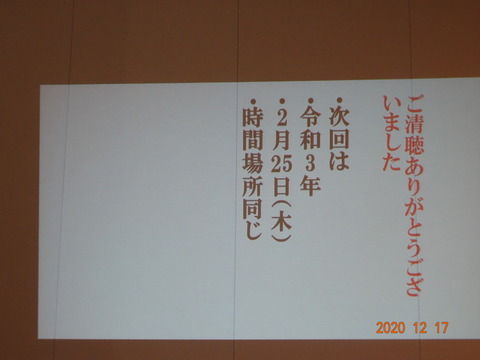 ご清聴ありがとうござ
いました
・次回は
・令和3年
・2月25日(木)
・時間場所同じ
2020 12 17